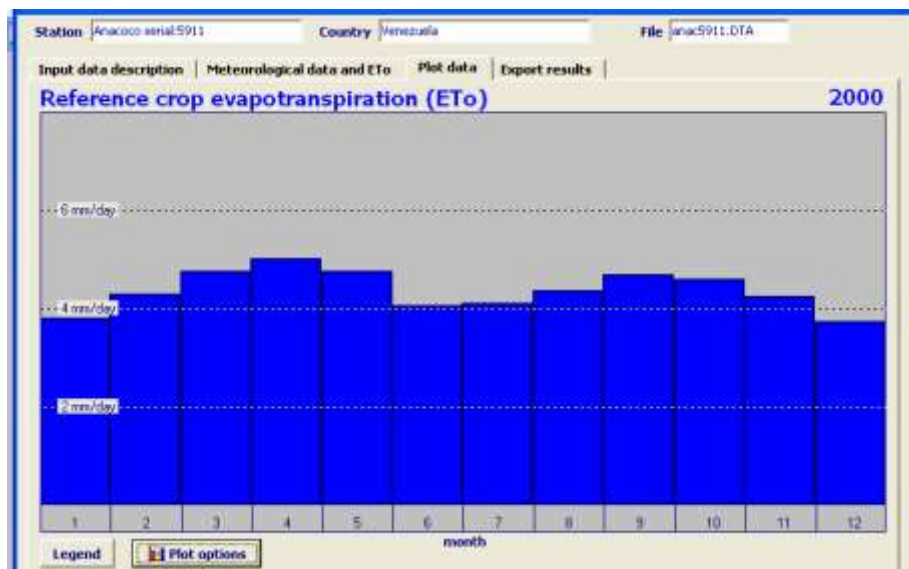 Station Anacoco aerial:5911 Country Venezuela File anac5911.DTA
Input data description Meteorological data and ETo Plot data Export results
Reference crop evapotranspiration (ETo) 2000
6 mm/day
4 mm/day
2 mm/day
1 2 3 4 5 6 7 8 9 10 11 12
month
Legend Plot options